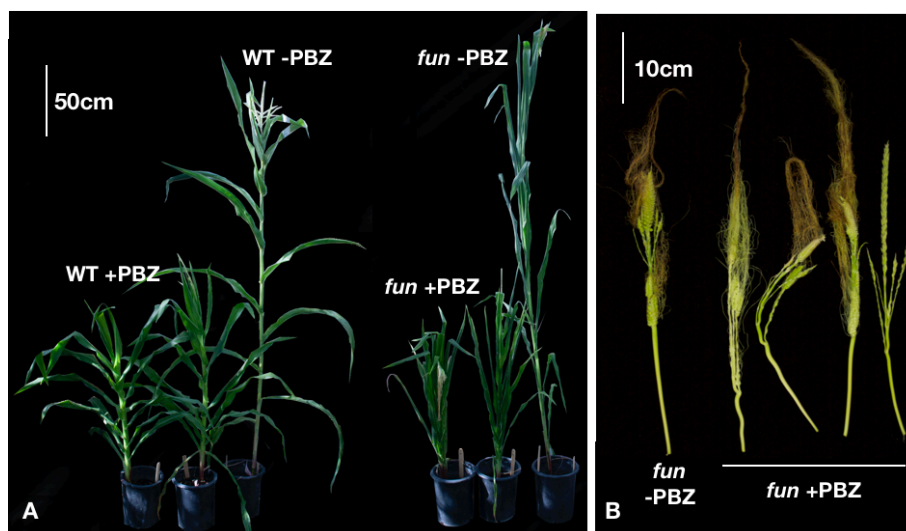 WT -PBZ
fun -PBZ
50cm
WT +PBZ
fun +PBZ
A
10cm
fun
-PBZ
fun +PBZ
B